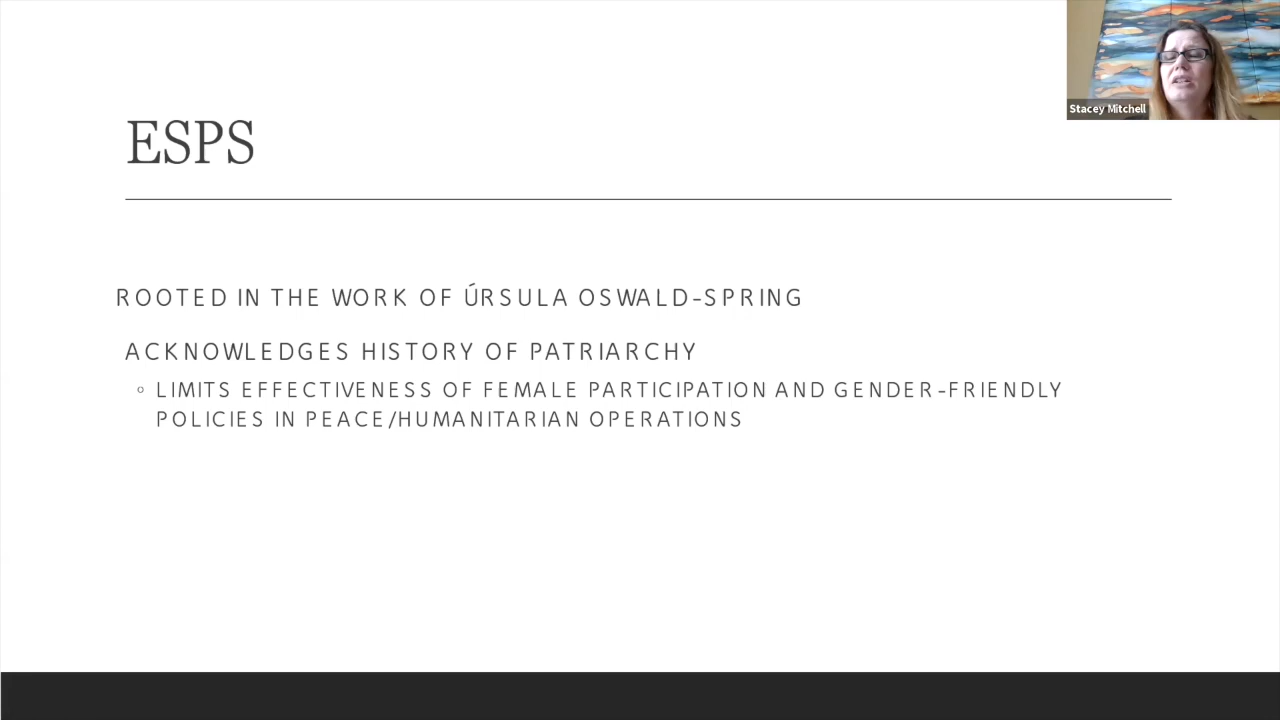 Stacey Mitchell
ESPS
ROOTED IN THE WORK OF ÚRSULA OSWALD-SPRING
ACKNOWLEDGES HISTORY OF PATRIARCHY
◦ LIMITS EFFECTIVENESS OF FEMALE PARTICIPATION AND GENDER-FRIENDLY
POLICIES IN PEACE/HUMANITARIAN OPERATIONS